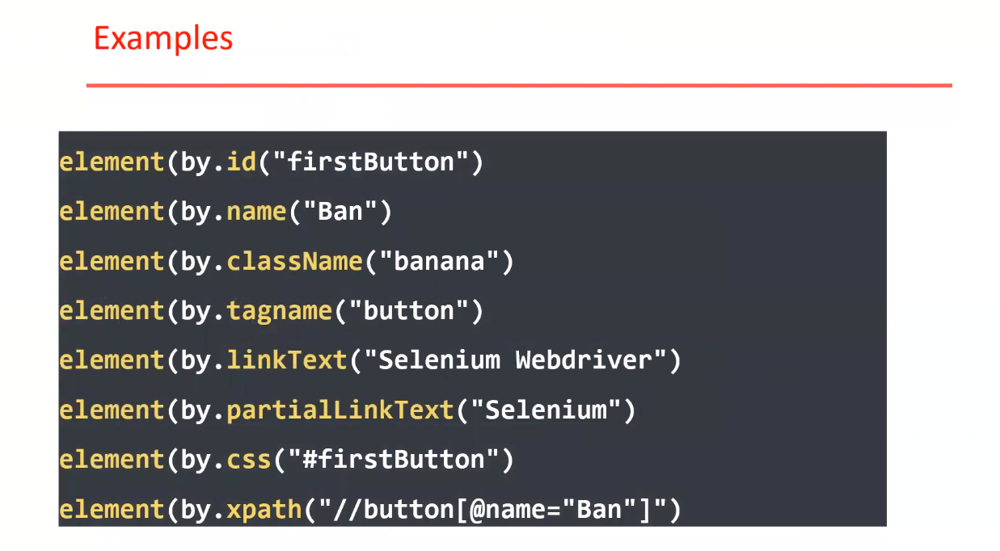 Examples
element(by.id("firstButton")
element(by.name("Ban")
element(by.className("banana")
element(by.tagname("button")
element(by.linkText("Selenium Webdriver")
element(by.partialLinkText("Selenium")
element(by.css("#firstButton")
element(by.xpath("//button[@name="Ban"]")